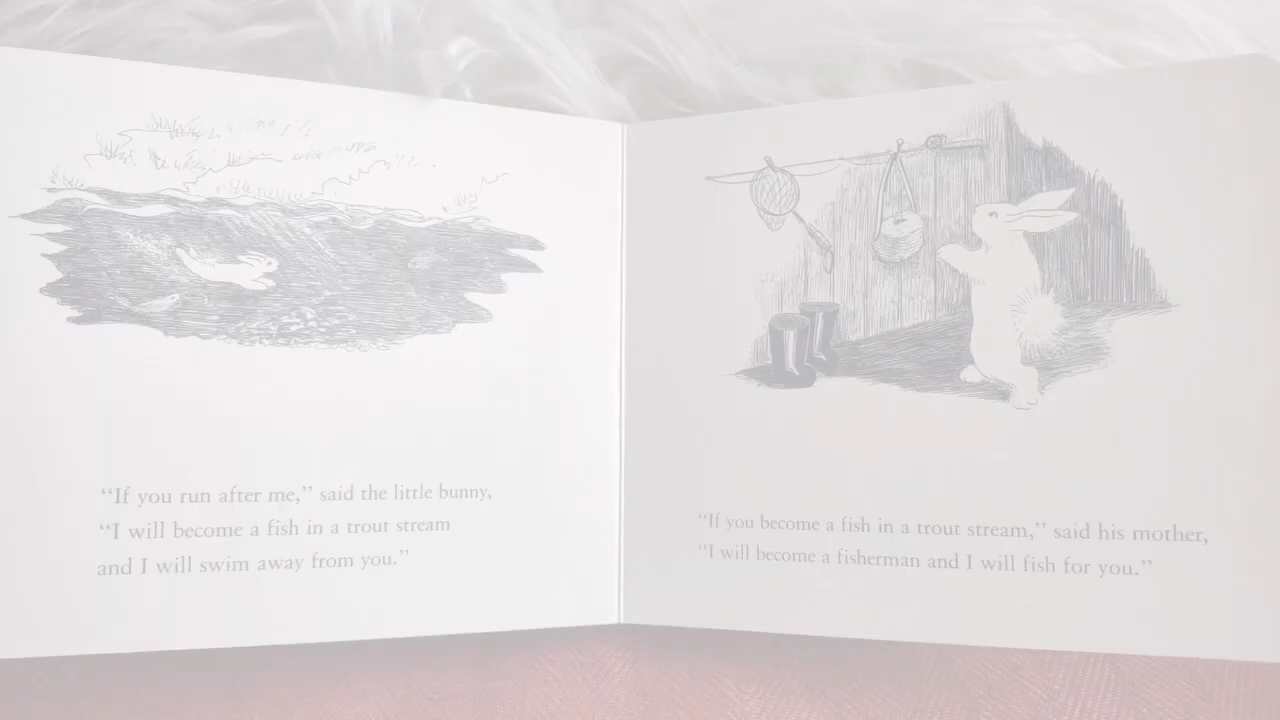 “If you run after me,” said the little bunny,
“I will become a fish in a trout stream
and I will swim away from you.”
“If you become a fish in a trout stream,” said his mother,
“I will become a fisherman and I will fish for you.”